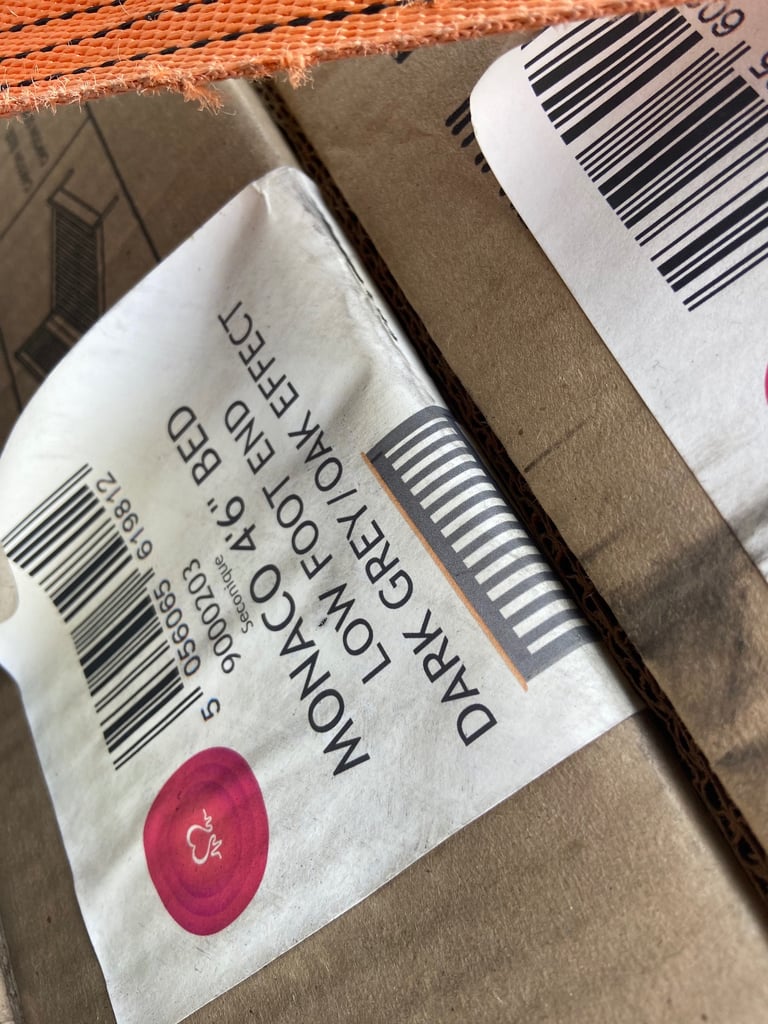 5 056065 619812
9000203
Seconique
MONACO 4'6" BED
LOW FOOT END
DARK GREY / OAK EFFECT